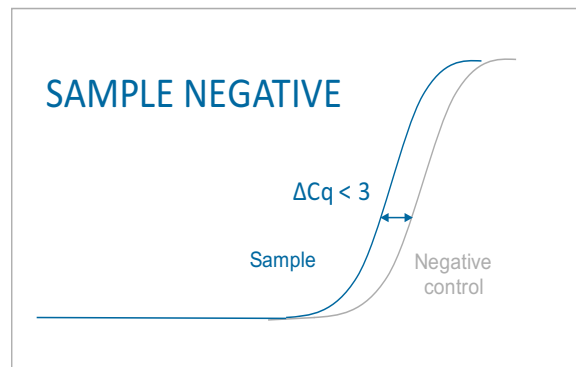 SAMPLE NEGATIVE
ΔCq < 3
Sample
Negative
control